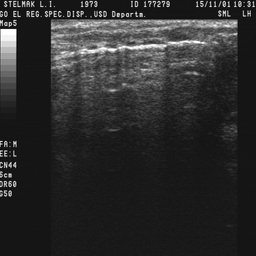 STELMAK L.I. 1973 ID 177279 15/11/01 10:31
GO EL REG.SPEC.DISP.,USD Departm. SML LH
Map5
FA:M
EE:L
CN44
6cm
DR60
G50